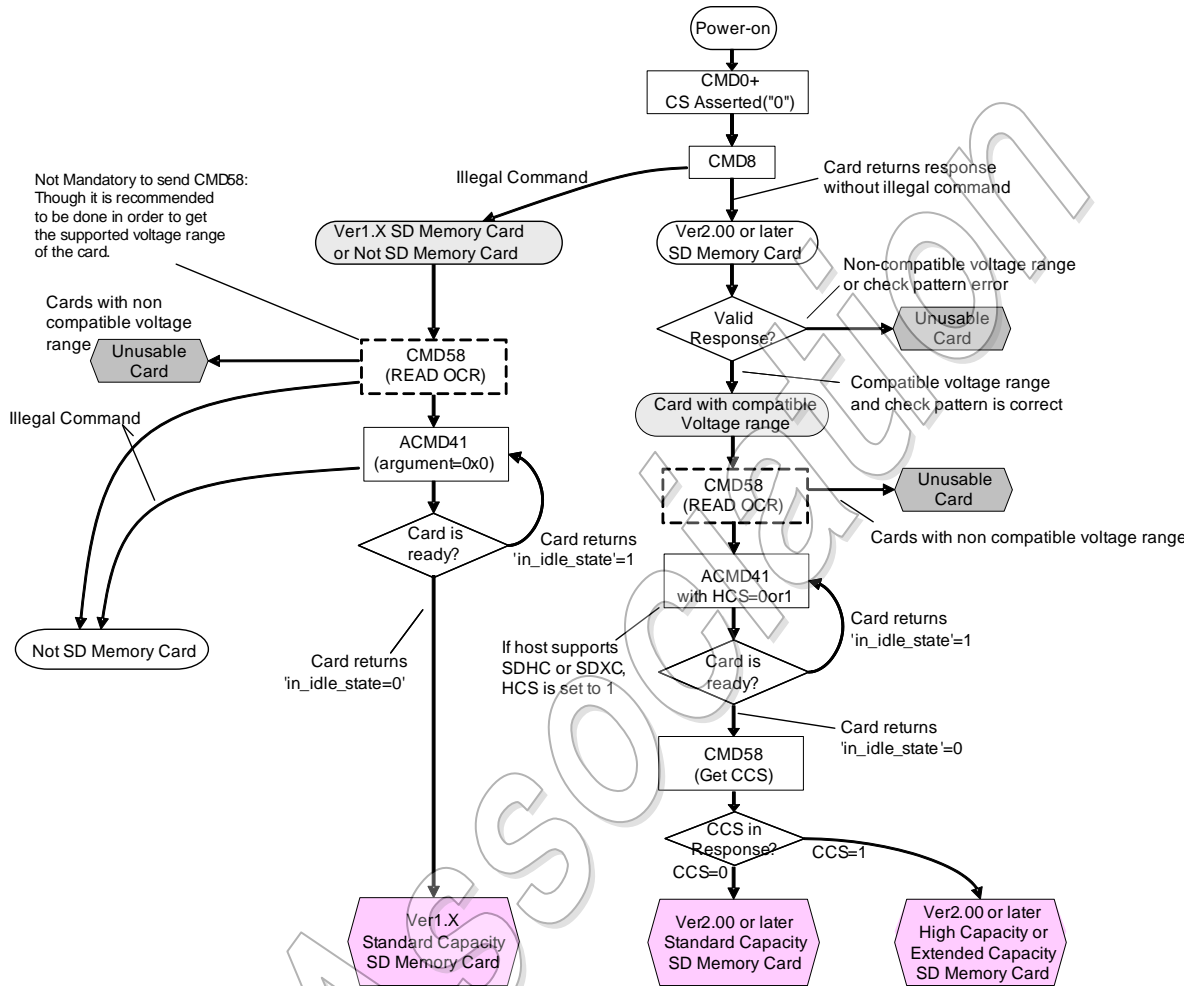 Power-on
CMD0+
CS Asserted("0")
CMD8
Illegal Command
Card returns response
without illegal command
Not Mandatory to send CMD58:
Though it is recommended
to be done in order to get
the supported voltage range
of the card.
Ver1.X SD Memory Card
or Not SD Memory Card
Ver2.00 or later
SD Memory Card
Non-compatible voltage range
or check pattern error
Valid
Response?
Unusable
Card
Cards with non
compatible voltage
range
Unusable
Card
CMD58
(READ OCR)
Compatible voltage range
and check pattern is correct
Card with compatible
Voltage range
Illegal Command
ACMD41
(argument=0x0)
CMD58
(READ OCR)
Unusable
Card
Cards with non compatible voltage range
Card is
ready?
Card returns
'in_idle_state'=1
ACMD41
with HCS=0or1
Card returns
'in_idle_state'=1
If host supports
SDHC or SDXC,
HCS is set to 1
Card is
ready?
Not SD Memory Card
Card returns
'in_idle_state=0'
Card returns
'in_idle_state'=0
CMD58
(Get CCS)
CCS in
Response?
CCS=0
CCS=1
Ver1.X
Standard Capacity
SD Memory Card
Ver2.00 or later
Standard Capacity
SD Memory Card
Ver2.00 or later
High Capacity or
Extended Capacity
SD Memory Card
Association